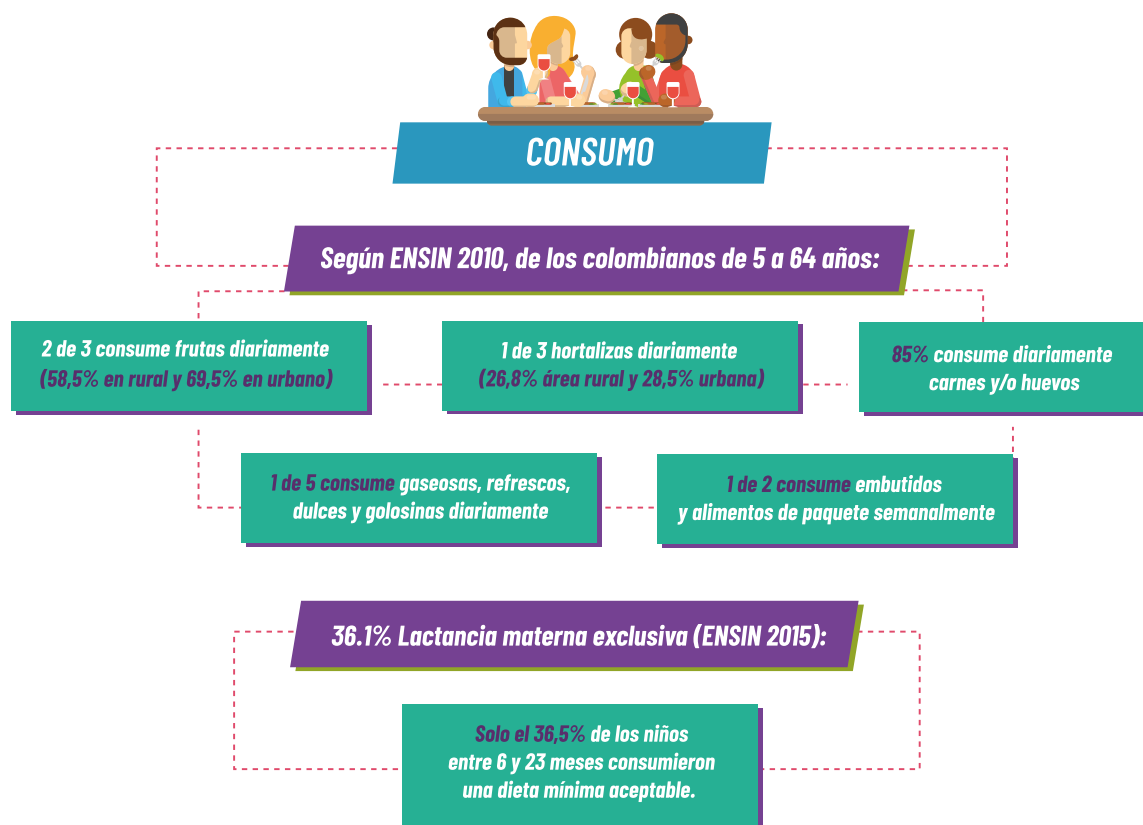 CONSUMO
Según ENSIN 2010, de los colombianos de 5 a 64 años:
2 de 3 consume frutas diariamente
(58,5% en rural y 69,5% en urbano)
1 de 3 hortalizas diariamente
(26,8% área rural y 28,5% urbana)
85% consume diariamente
carnes y/o huevos
1 de 5 consume gaseosas, refrescos,
dulces y golosinas diariamente
1 de 2 consume embutidos
y alimentos de paquete semanalmente
36.1% Lactancia materna exclusiva (ENSIN 2015):
Solo el 36,5% de los niños
entre 6 y 23 meses consumieron
una dieta mínima aceptable.